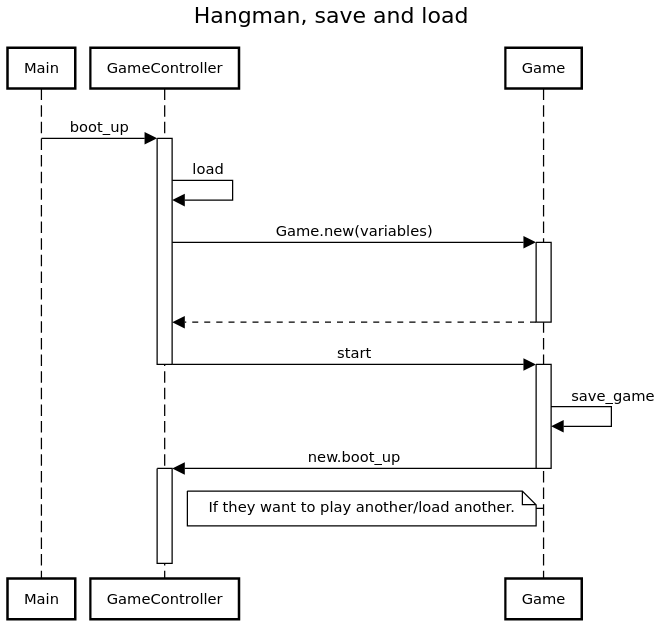 Hangman, save and load
Main
GameController
Game
boot_up
load
Game.new(variables)
start
save_game
new.boot_up
If they want to play another/load another.
Main
GameController
Game